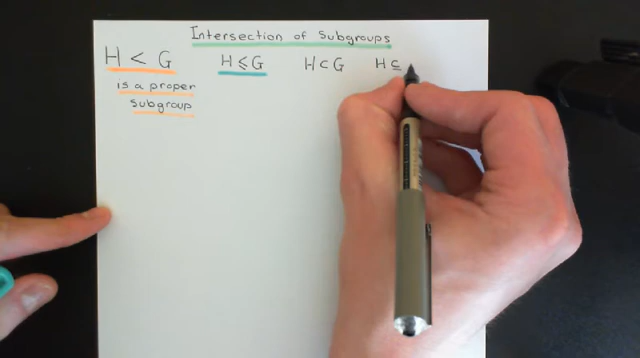 Intersection of Subgroups
H < G H ≤ G H ⊂ G H ⊆
is a proper
subgroup